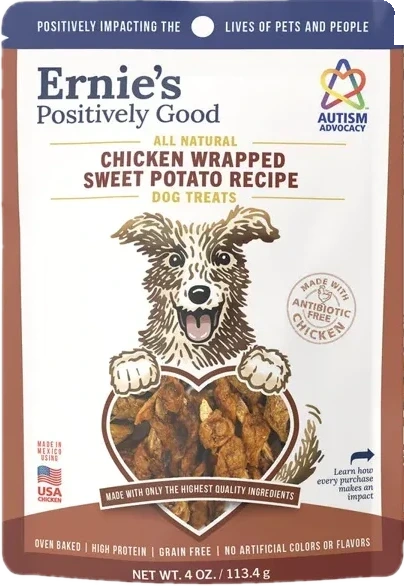 POSITIVELY IMPACTING THE LIVES OF PETS AND PEOPLE
Ernie's
Positively Good
AUTISM
ADVOCACY
ALL NATURAL
CHICKEN WRAPPED
SWEET POTATO RECIPE
DOG TREATS
MADE WITH
ANTIBIOTIC
FREE
CHICKEN
MADE IN
MEXICO
USING
USA
CHICKEN
Learn how
every purchase
makes an
impact
MADE WITH ONLY THE HIGHEST QUALITY INGREDIENTS
OVEN BAKED | HIGH PROTEIN | GRAIN FREE | NO ARTIFICIAL COLORS OR FLAVORS
NET WT. 4 OZ. / 113.4 g